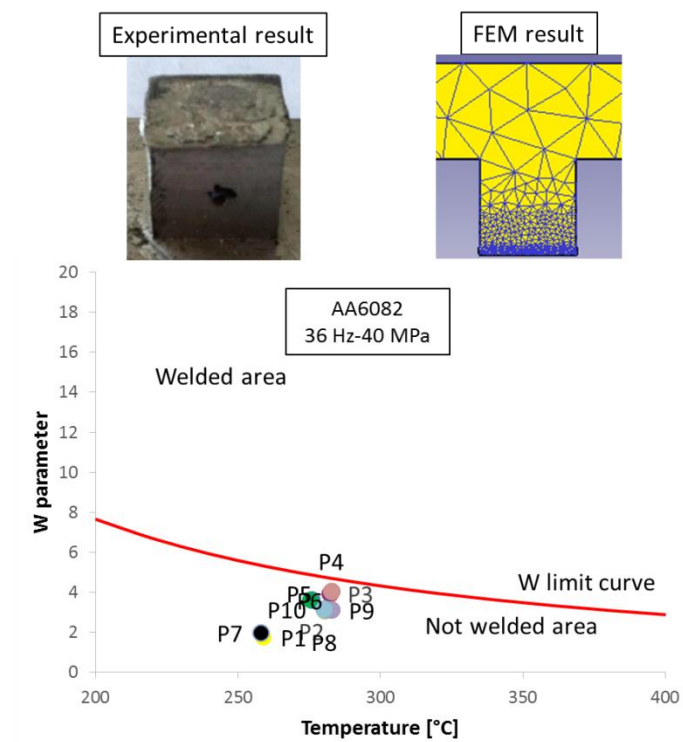 Experimental result
FEM result
20
18
16
14
12
10
8
6
4
2
0
W parameter
AA6082
36 Hz-40 MPa
Welded area
P4
P5
P6
P3
W limit curve
P10
P9
Not welded area
P7
P1
P2
P8
200
250
300
350
400
Temperature [°C]